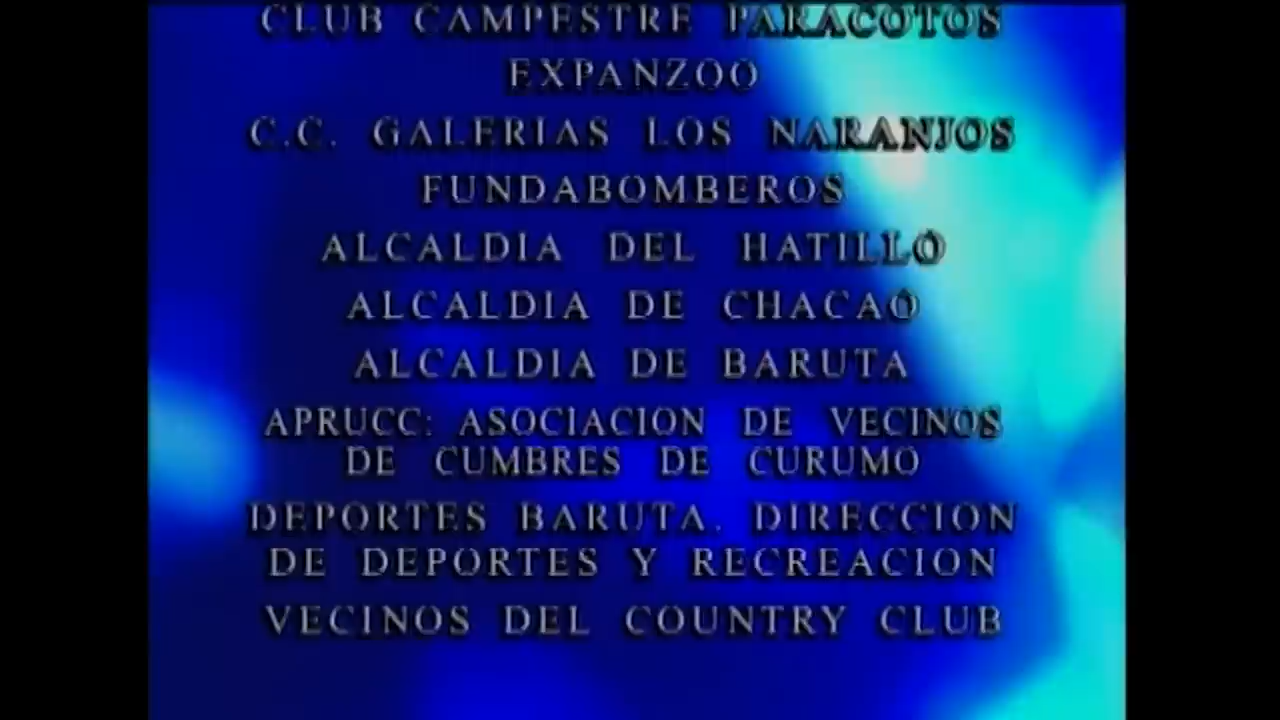 CLUB CAMPESTRE PARACOTOS
EXPANZOO
C.C. GALERIAS LOS NARANJOS
FUNDABOMBEROS
ALCALDIA DEL HATILLO
ALCALDIA DE CHACAO
ALCALDIA DE BARUTA
APRUCC: ASOCIACION DE VECINOS
DE CUMBRES DE CURUMO
DEPORTES BARUTA. DIRECCION
DE DEPORTES Y RECREACION
VECINOS DEL COUNTRY CLUB